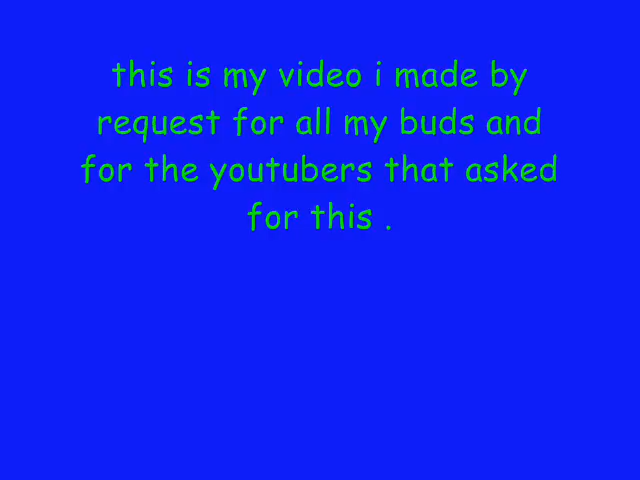 this is my video i made by
request for all my buds and
for the youtubers that asked
for this .